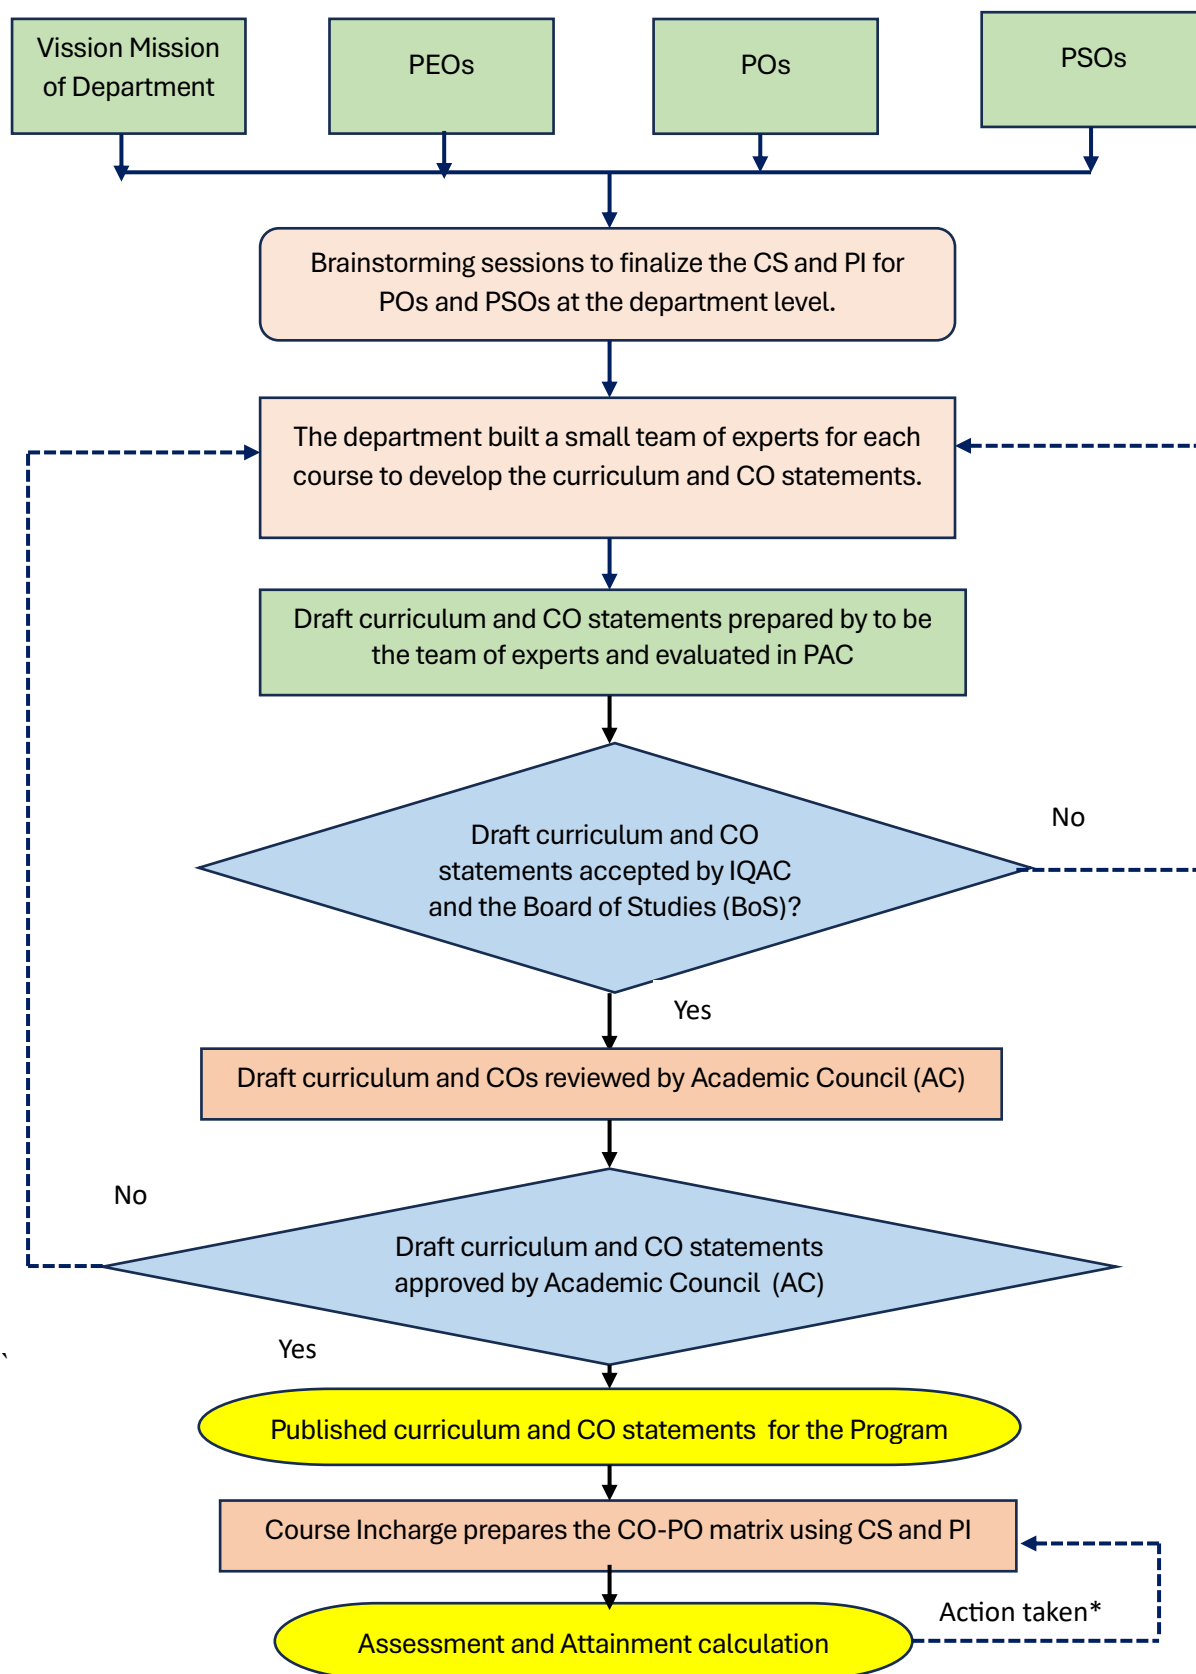 Vission Mission
of Department
PEOs
POs
PSOs
Brainstorming sessions to finalize the CS and PI for
POs and PSOs at the department level.
The department built a small team of experts for each
course to develop the curriculum and CO statements.
Draft curriculum and CO statements prepared by to be
the team of experts and evaluated in PAC
Draft curriculum and CO
statements accepted by IQAC
and the Board of Studies (BoS)?
No
Yes
Draft curriculum and COs reviewed by Academic Council (AC)
No
Draft curriculum and CO statements
approved by Academic Council (AC)
Yes
`
Published curriculum and CO statements for the Program
Course Incharge prepares the CO-PO matrix using CS and PI
Action taken*
Assessment and Attainment calculation